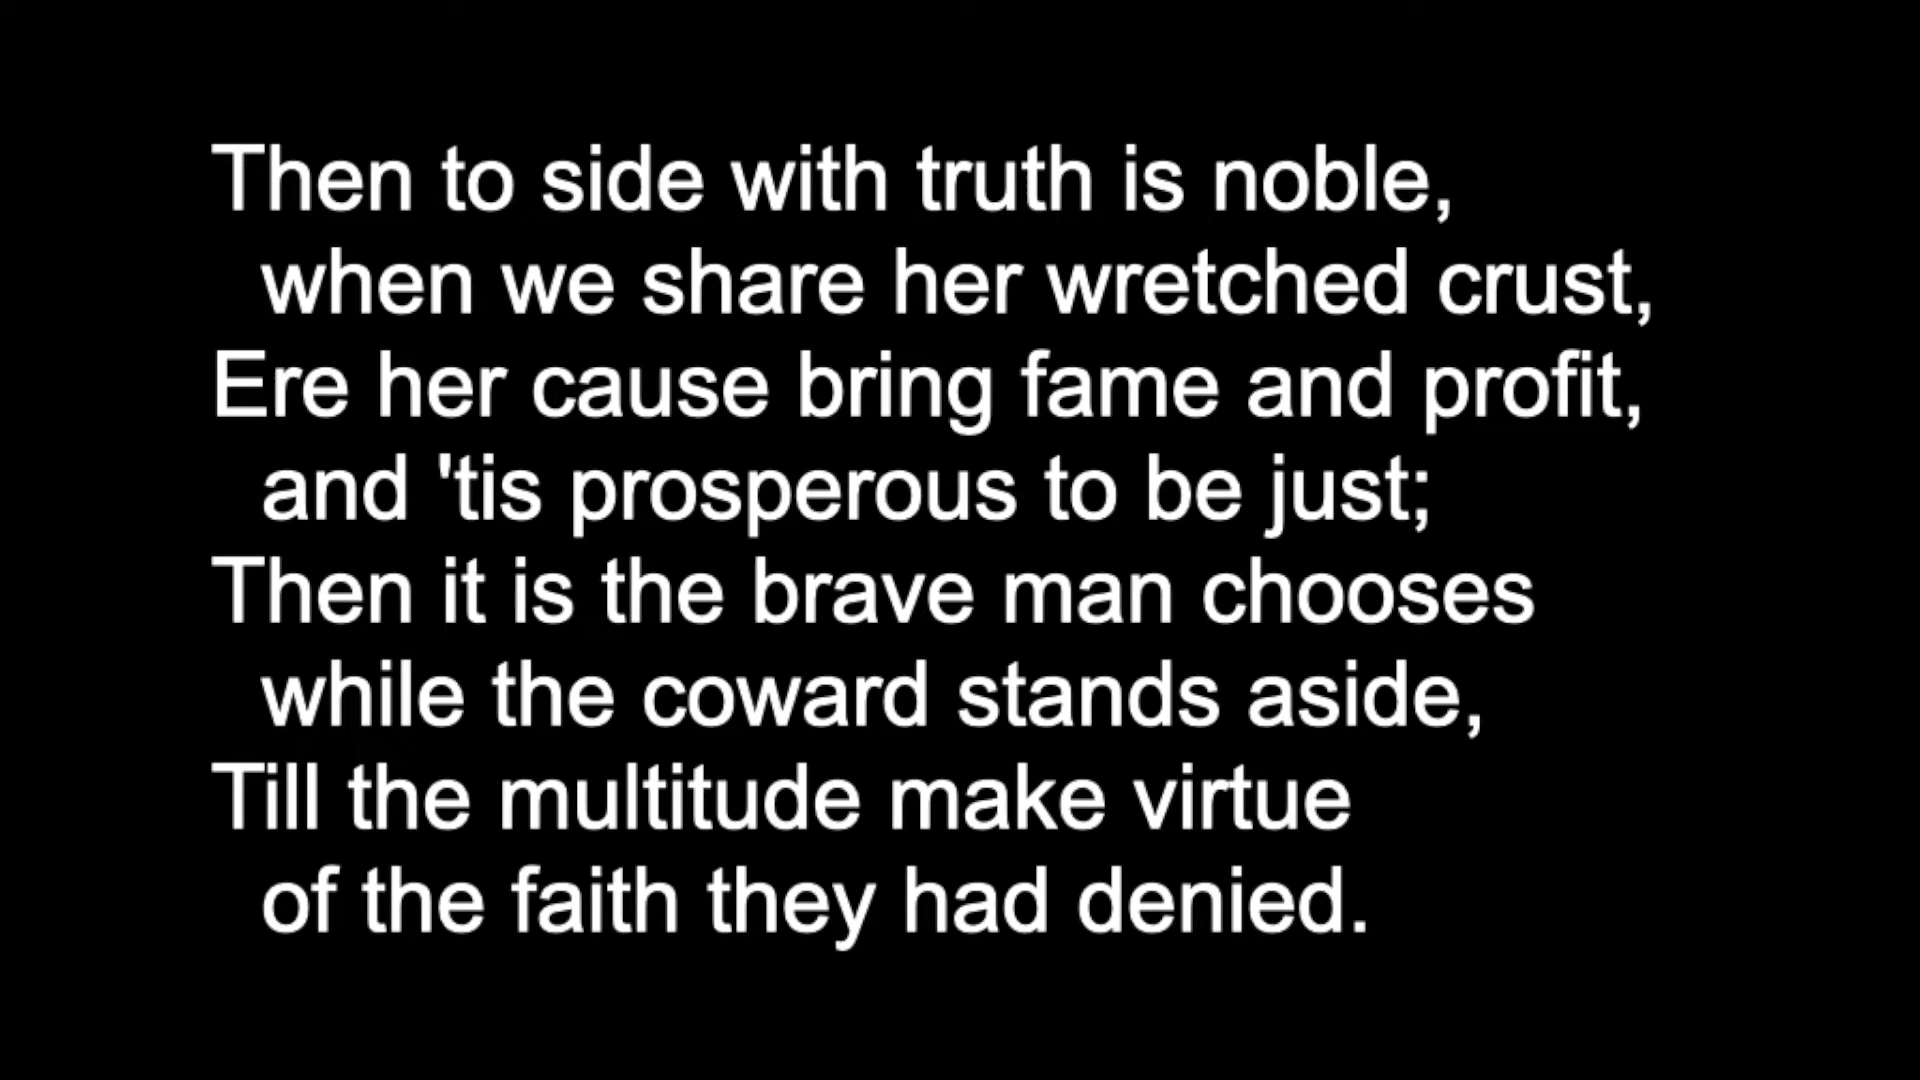 Then to side with truth is noble,
when we share her wretched crust,
Ere her cause bring fame and profit,
and 'tis prosperous to be just;
Then it is the brave man chooses
while the coward stands aside,
Till the multitude make virtue
of the faith they had denied.